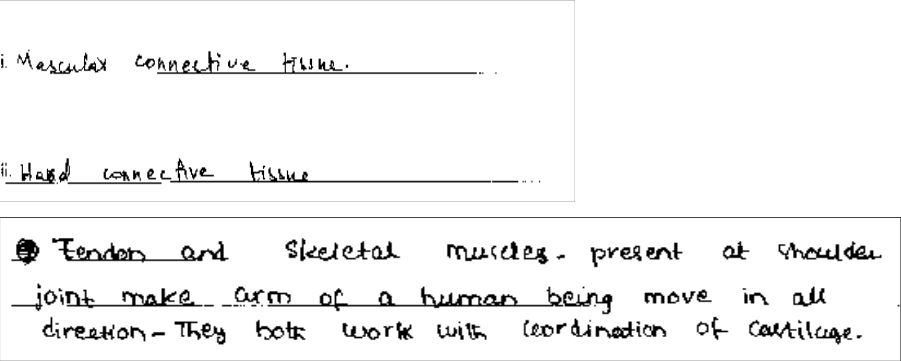 i. Mascular connective tissue.
ii. Hard connective tissue
Tendon and Skeletal muscles. present at shoulder
joint make arm of a human being move in all
direction - They both work with coordination of cartilage.